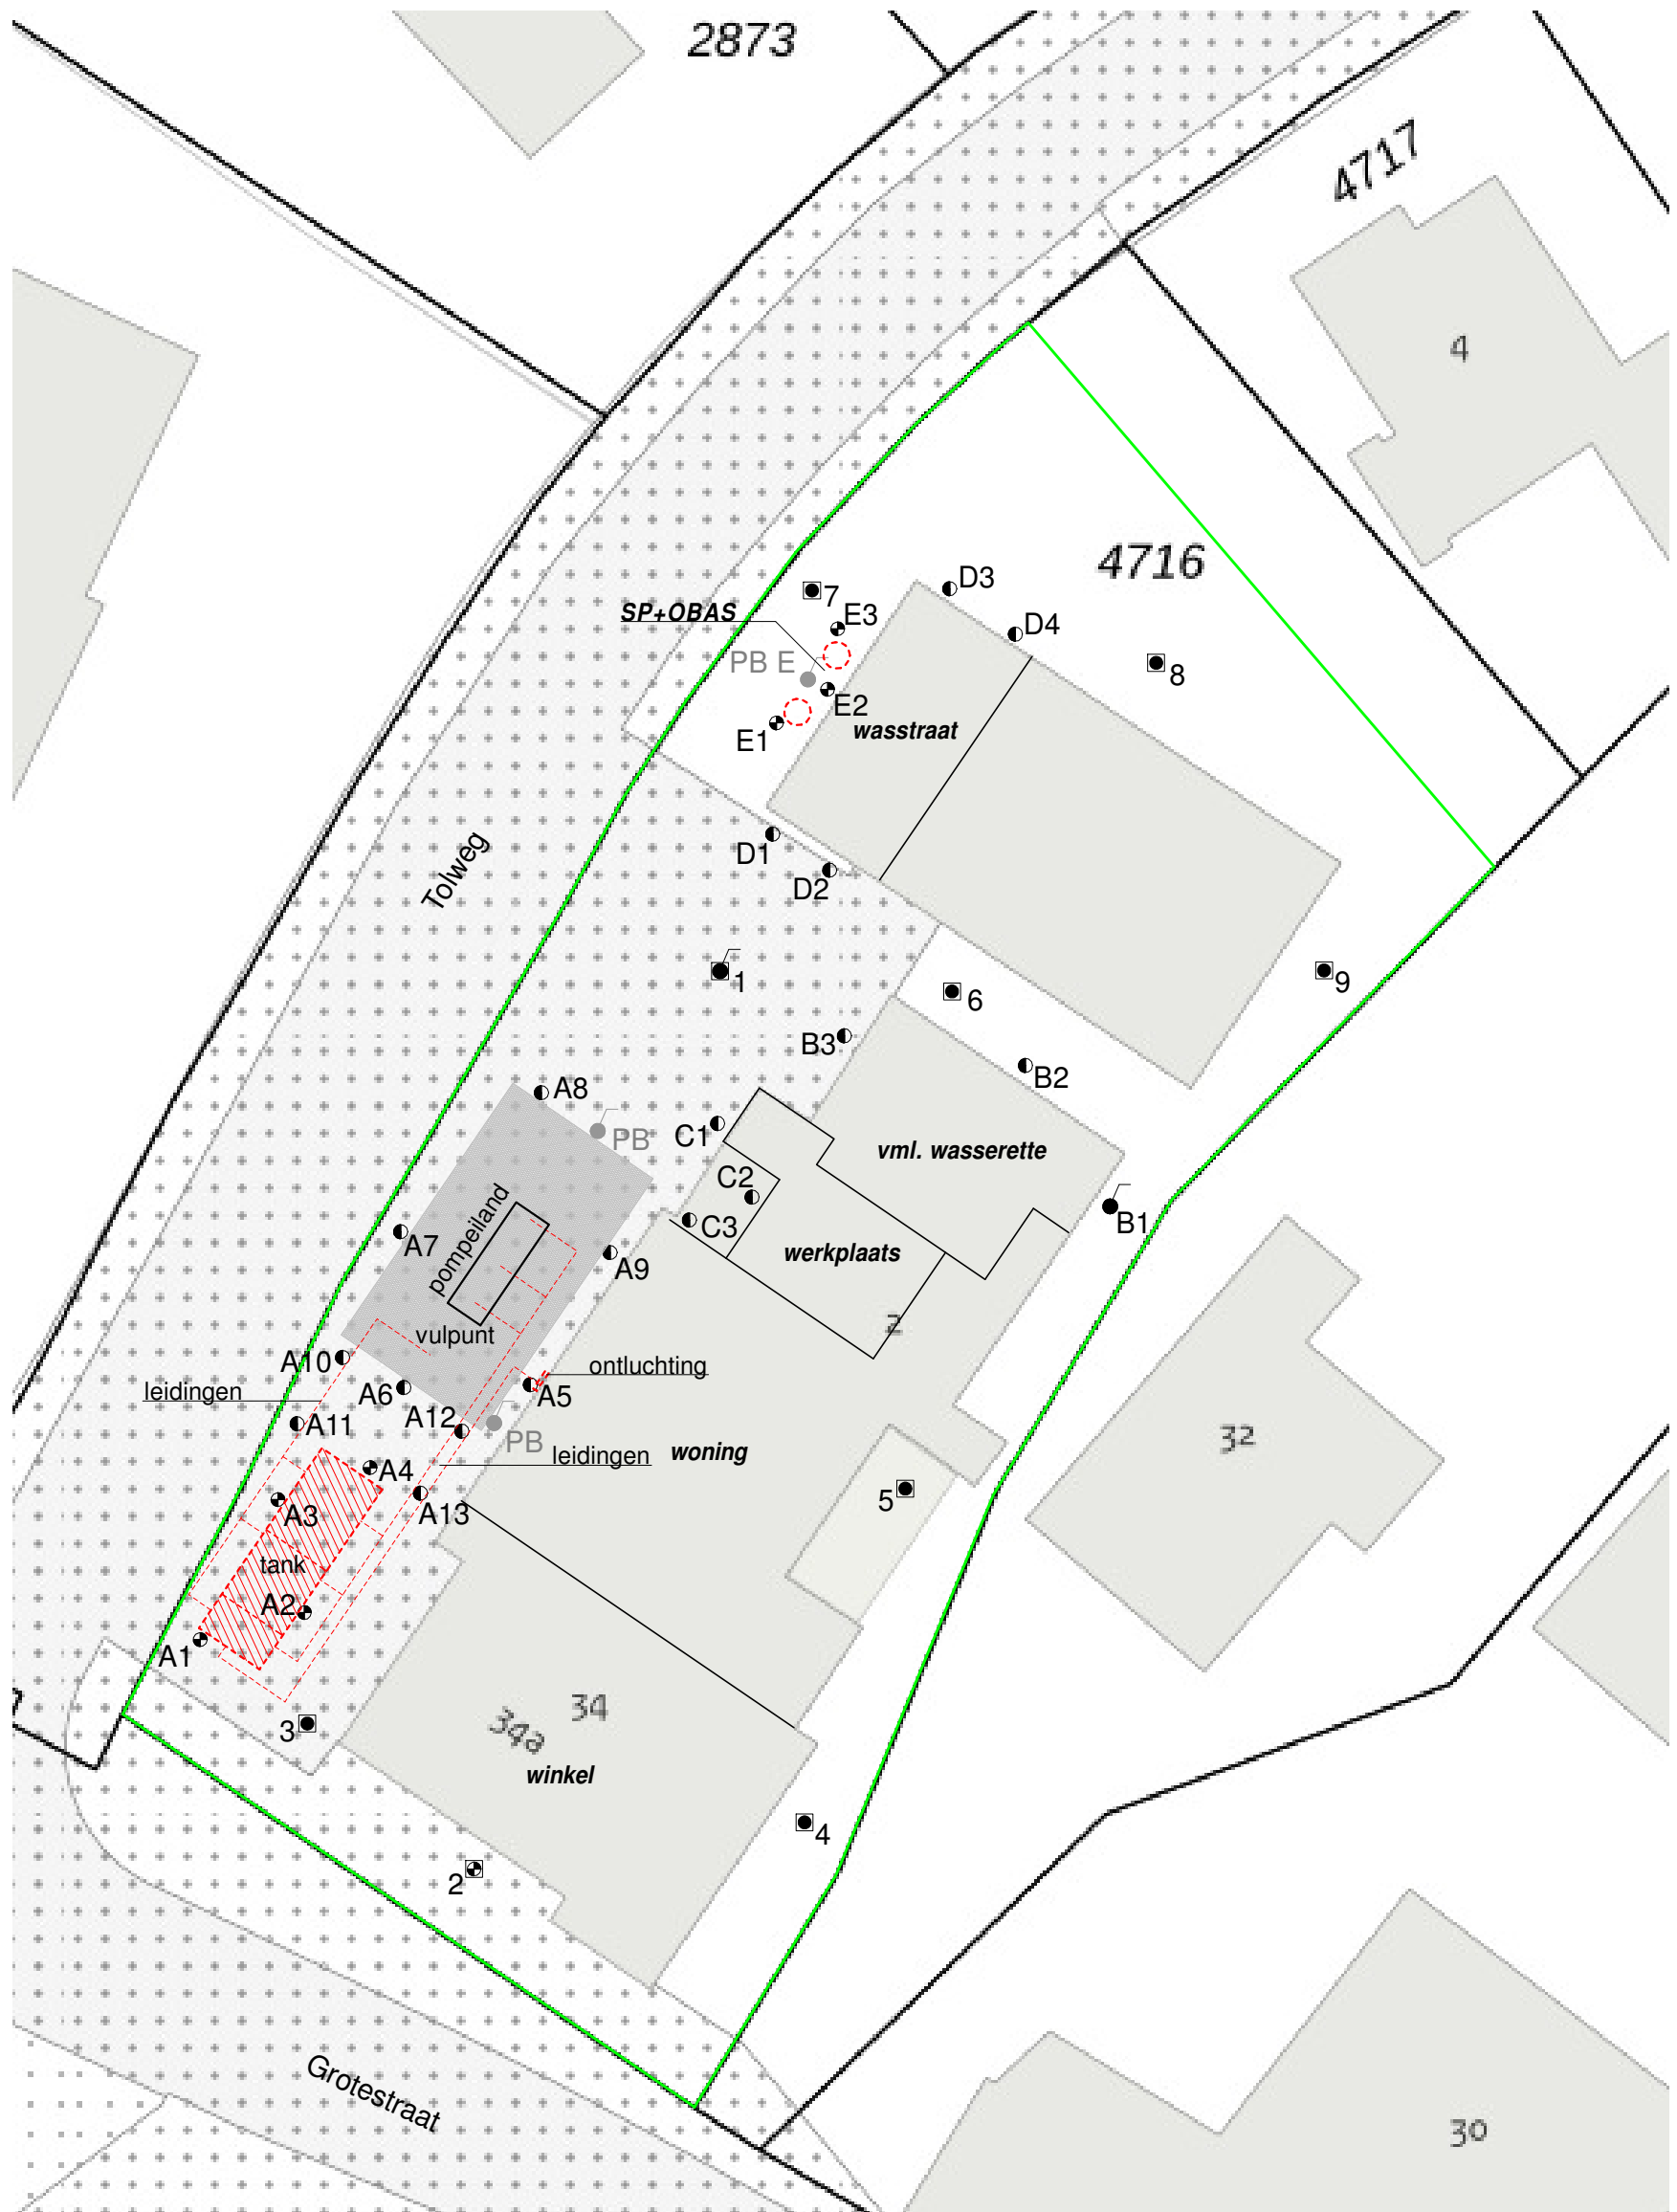 2873
4717
4
4716
D3
7
E3
SP+OBAS
D4
PB E
8
E2
wasstraat
E1
Tolweg
D1
D2
1
9
6
B3
B2
A8
PB
C1
vml. wasserette
C2
pompeiland
C3
B1
A7
werkplaats
A9
2
vulpunt
A10
ontluchting
leidingen
A6
A5
A12
A11
PB
leidingen
woning
32
A4
5
A3
A13
tank
A2
A1
34
34a
3
winkel
4
2
Grotestraat
30